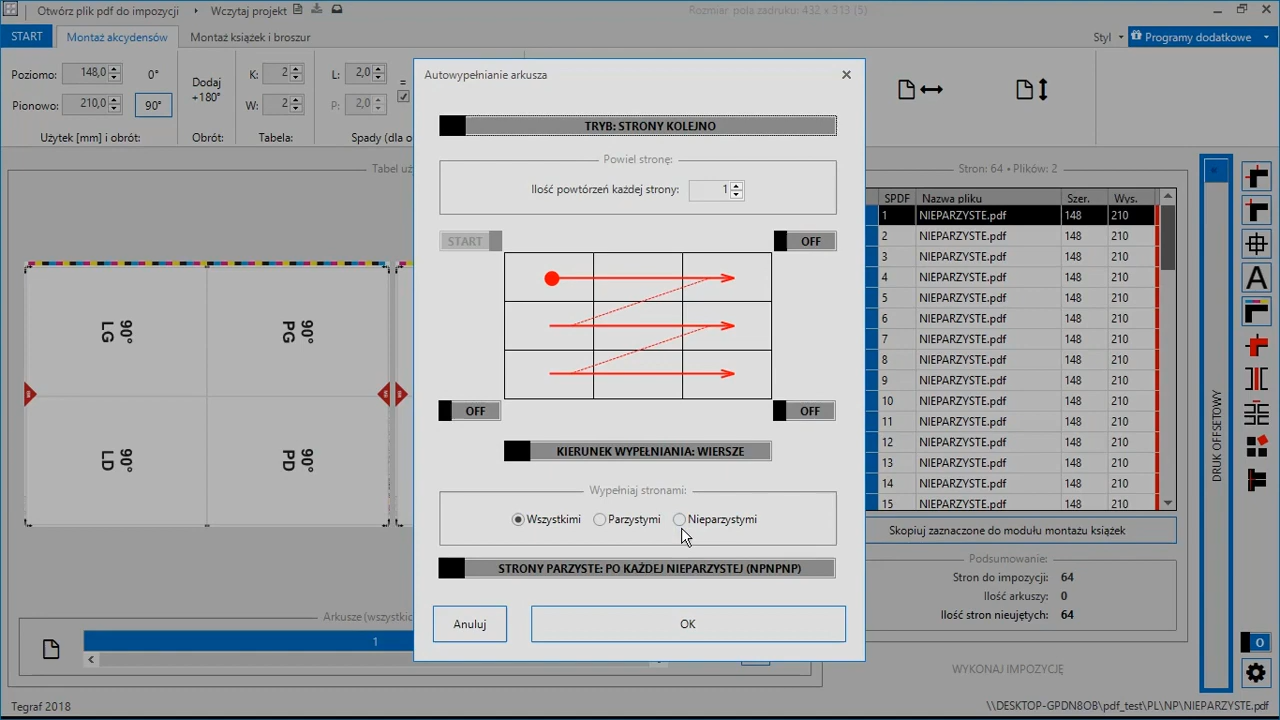 Otwórz plik pdf do impozycji
Wczytaj projekt
Rozmiar pola zadruku: 432 x 313 (5)
START
Montaż akcydensów
Montaż książek i broszur
Styl
Programy dodatkowe
Poziomo: 148,0
0°
Dodaj
+180°
K: 2
L: 2,0
=
Pionowo: 210,0
90°
W: 2
P: 2,0
Użytek [mm] i obrót:
Obrót:
Tabela:
Spady (dla o
Autowypełnianie arkusza
TRYB: STRONY KOLEJNO
Powiel stronę:
Ilość powtórzeń każdej strony: 1
START
OFF
OFF
OFF
KIERUNEK WYPEŁNIANIA: WIERSZE
Wypełniaj stronami:
Wszystkimi
Parzystymi
Nieparzystymi
STRONY PARZYSTE: PO KAŻDEJ NIEPARZYSTEJ (NPNPNP)
Anuluj
OK
Tabel uż
LG 90°
PG 90°
LD 90°
PD 90°
Arkusze (wszystkic
1
Stron: 64 • Plików: 2
SPDF Nazwa pliku Szer. Wys.
1 NIEPARZYSTE.pdf 148 210
2 NIEPARZYSTE.pdf 148 210
3 NIEPARZYSTE.pdf 148 210
4 NIEPARZYSTE.pdf 148 210
5 NIEPARZYSTE.pdf 148 210
6 NIEPARZYSTE.pdf 148 210
7 NIEPARZYSTE.pdf 148 210
8 NIEPARZYSTE.pdf 148 210
9 NIEPARZYSTE.pdf 148 210
10 NIEPARZYSTE.pdf 148 210
11 NIEPARZYSTE.pdf 148 210
12 NIEPARZYSTE.pdf 148 210
13 NIEPARZYSTE.pdf 148 210
14 NIEPARZYSTE.pdf 148 210
15 NIEPARZYSTE.pdf 148 210
Skopiuj zaznaczone do modułu montażu książek
Podsumowanie:
Stron do impozycji: 64
Ilość arkuszy: 0
Ilość stron nieujętych: 64
WYKONAJ IMPOZYCJĘ
DRUK OFFSETOWY
A
O
Tegraf 2018
\\DESKTOP-GPDN8OB\pdf_test\PL\NP\NIEPARZYSTE.pdf